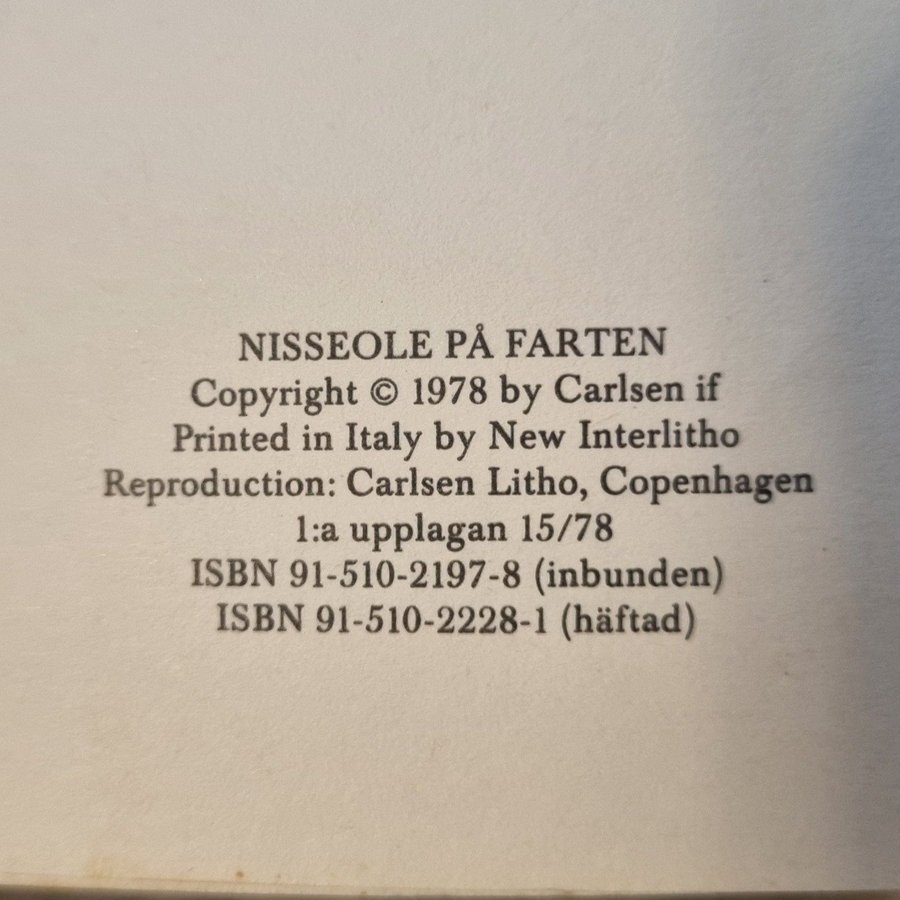 NISSEOLE PÅ FARTEN
Copyright © 1978 by Carlsen if
Printed in Italy by New Interlitho
Reproduction: Carlsen Litho, Copenhagen
1:a upplagan 15/78
ISBN 91-510-2197-8 (inbunden)
ISBN 91-510-2228-1 (häftad)